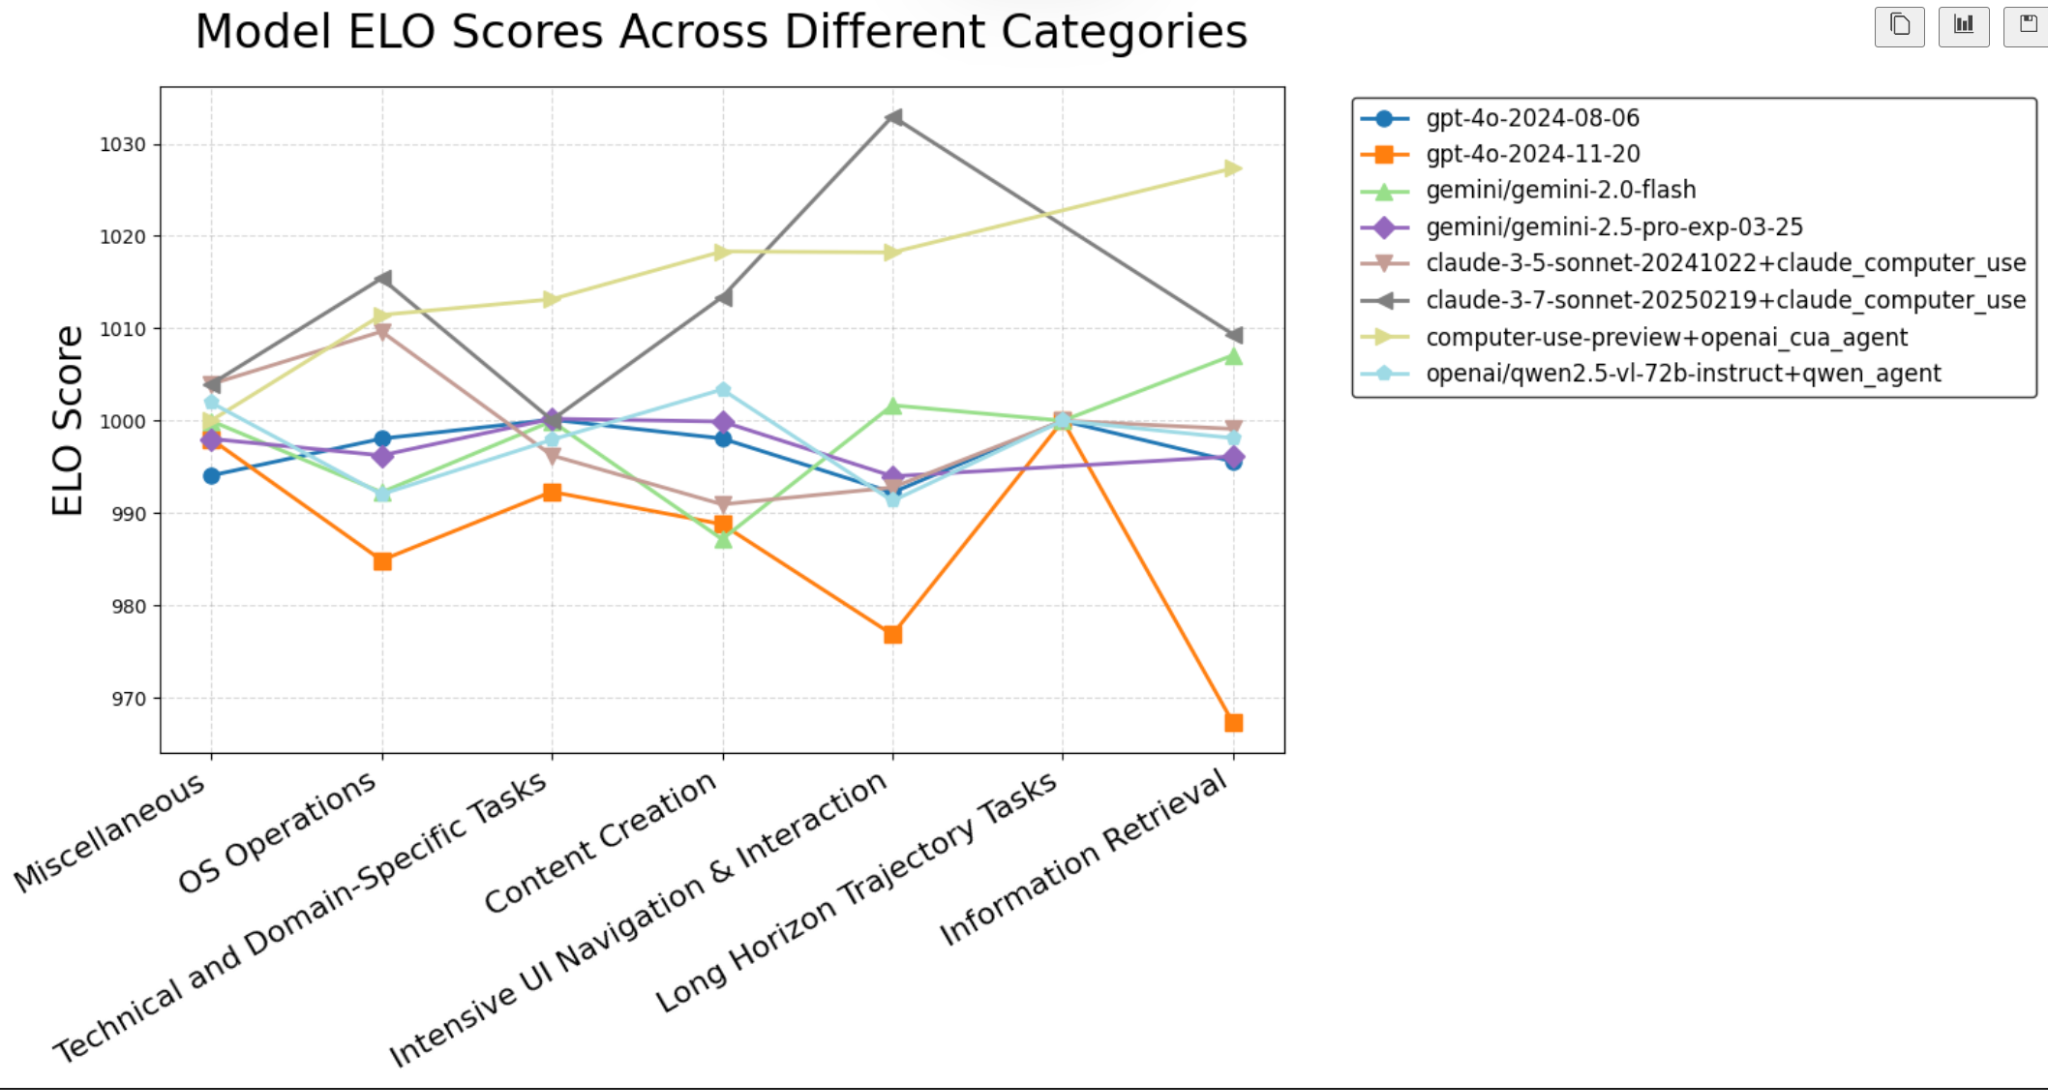 Model ELO Scores Across Different Categories
ELO Score
1030
1020
1010
1000
990
980
970
Miscellaneous
OS Operations
Technical and Domain-Specific Tasks
Content Creation
Intensive UI Navigation & Interaction
Long Horizon Trajectory Tasks
Information Retrieval
gpt-4o-2024-08-06
gpt-4o-2024-11-20
gemini/gemini-2.0-flash
gemini/gemini-2.5-pro-exp-03-25
claude-3-5-sonnet-20241022+claude_computer_use
claude-3-7-sonnet-20250219+claude_computer_use
computer-use-preview+openai_cua_agent
openai/qwen2.5-vl-72b-instruct+qwen_agent